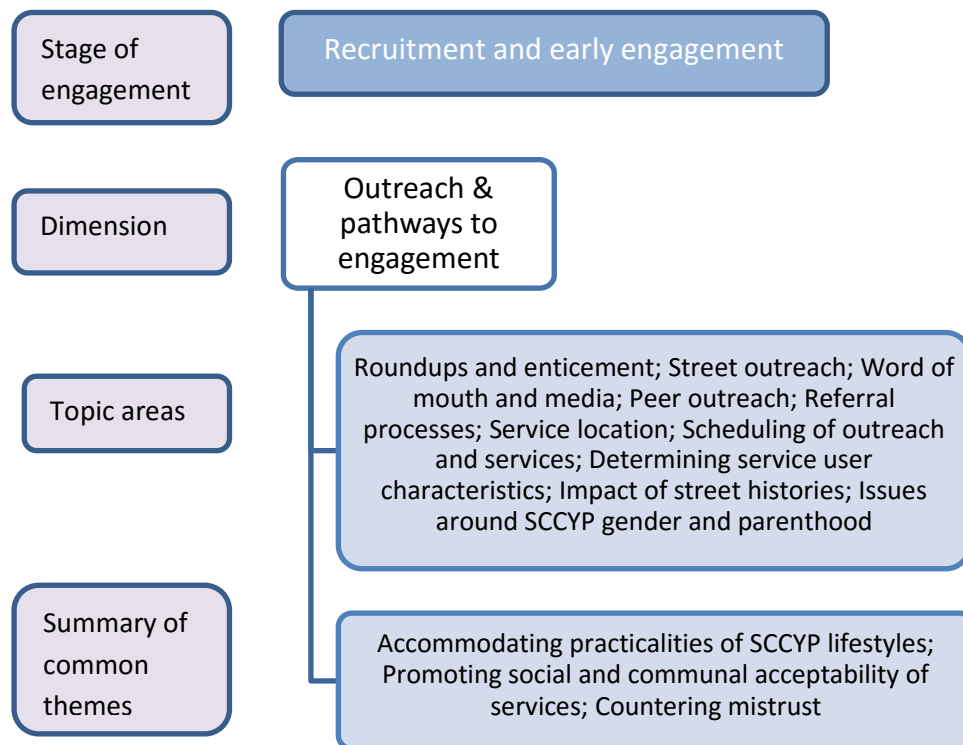 Stage of
engagement
Recruitment and early engagement
Dimension
Outreach &
pathways to
engagement
Topic areas
Roundups and enticement; Street outreach; Word of
mouth and media; Peer outreach; Referral
processes; Service location; Scheduling of outreach
and services; Determining service user
characteristics; Impact of street histories; Issues
around SCCYP gender and parenthood
Summary of
common
themes
Accommodating practicalities of SCCYP lifestyles;
Promoting social and communal acceptability of
services; Countering mistrust